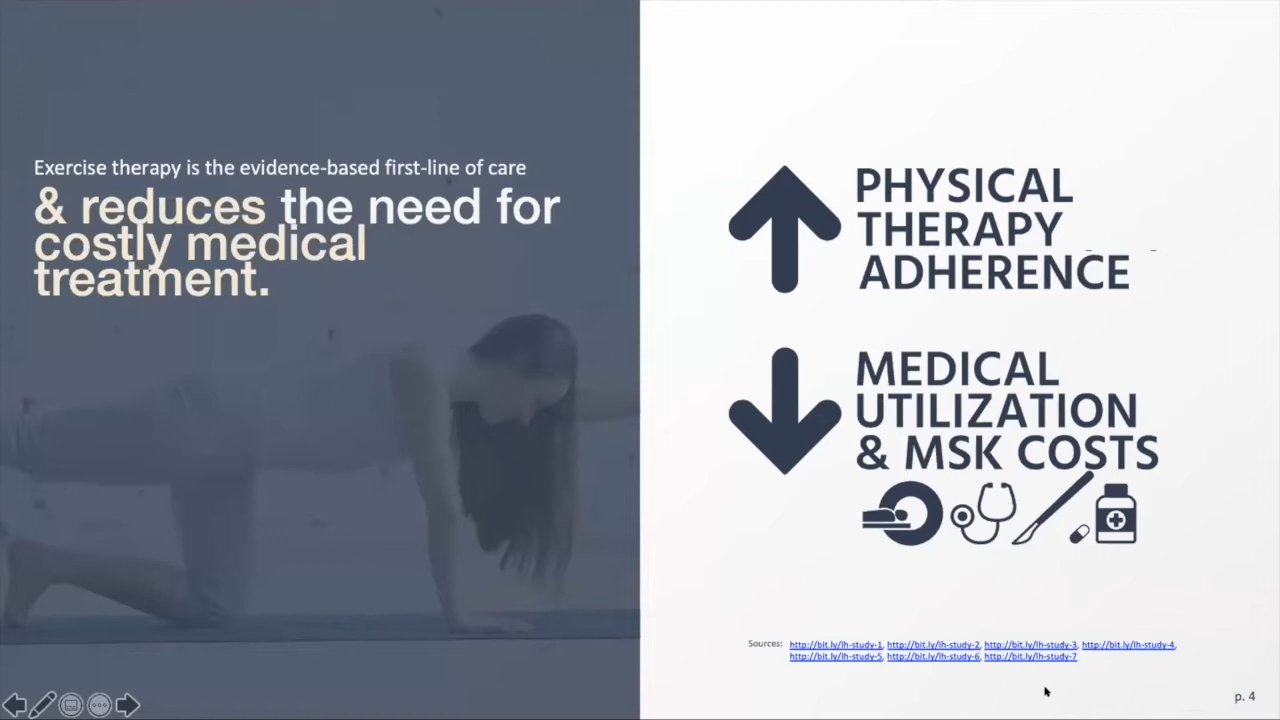 Exercise therapy is the evidence-based first-line of care
& reduces the need for
costly medical
treatment.
PHYSICAL
THERAPY
ADHERENCE
MEDICAL
UTILIZATION
& MSK COSTS
Sources: http://bit.ly/lh-study-1, http://bit.ly/lh-study-2, http://bit.ly/lh-study-3, http://bit.ly/lh-study-4,
http://bit.ly/lh-study-5, http://bit.ly/lh-study-6, http://bit.ly/lh-study-7
p. 4